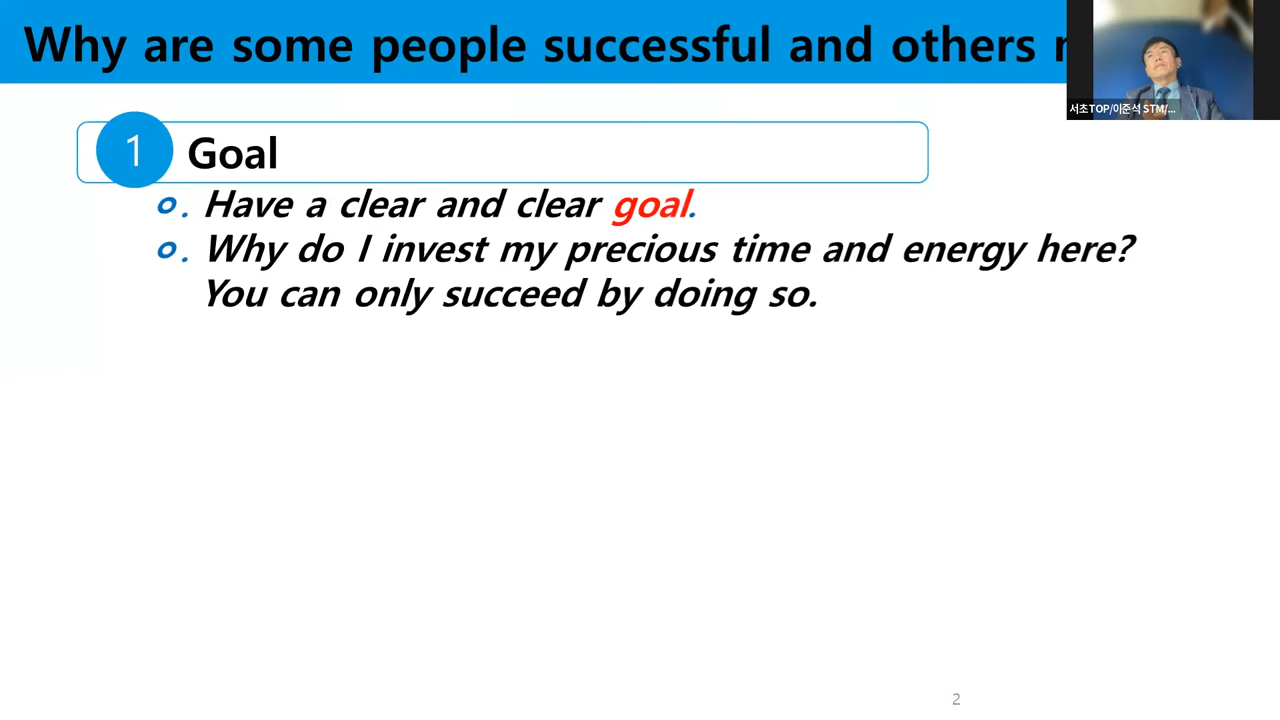 Why are some people successful and others
서초TOP/이준석 STM/...
1
Goal
o. Have a clear and clear goal.
o. Why do I invest my precious time and energy here?
You can only succeed by doing so.
2